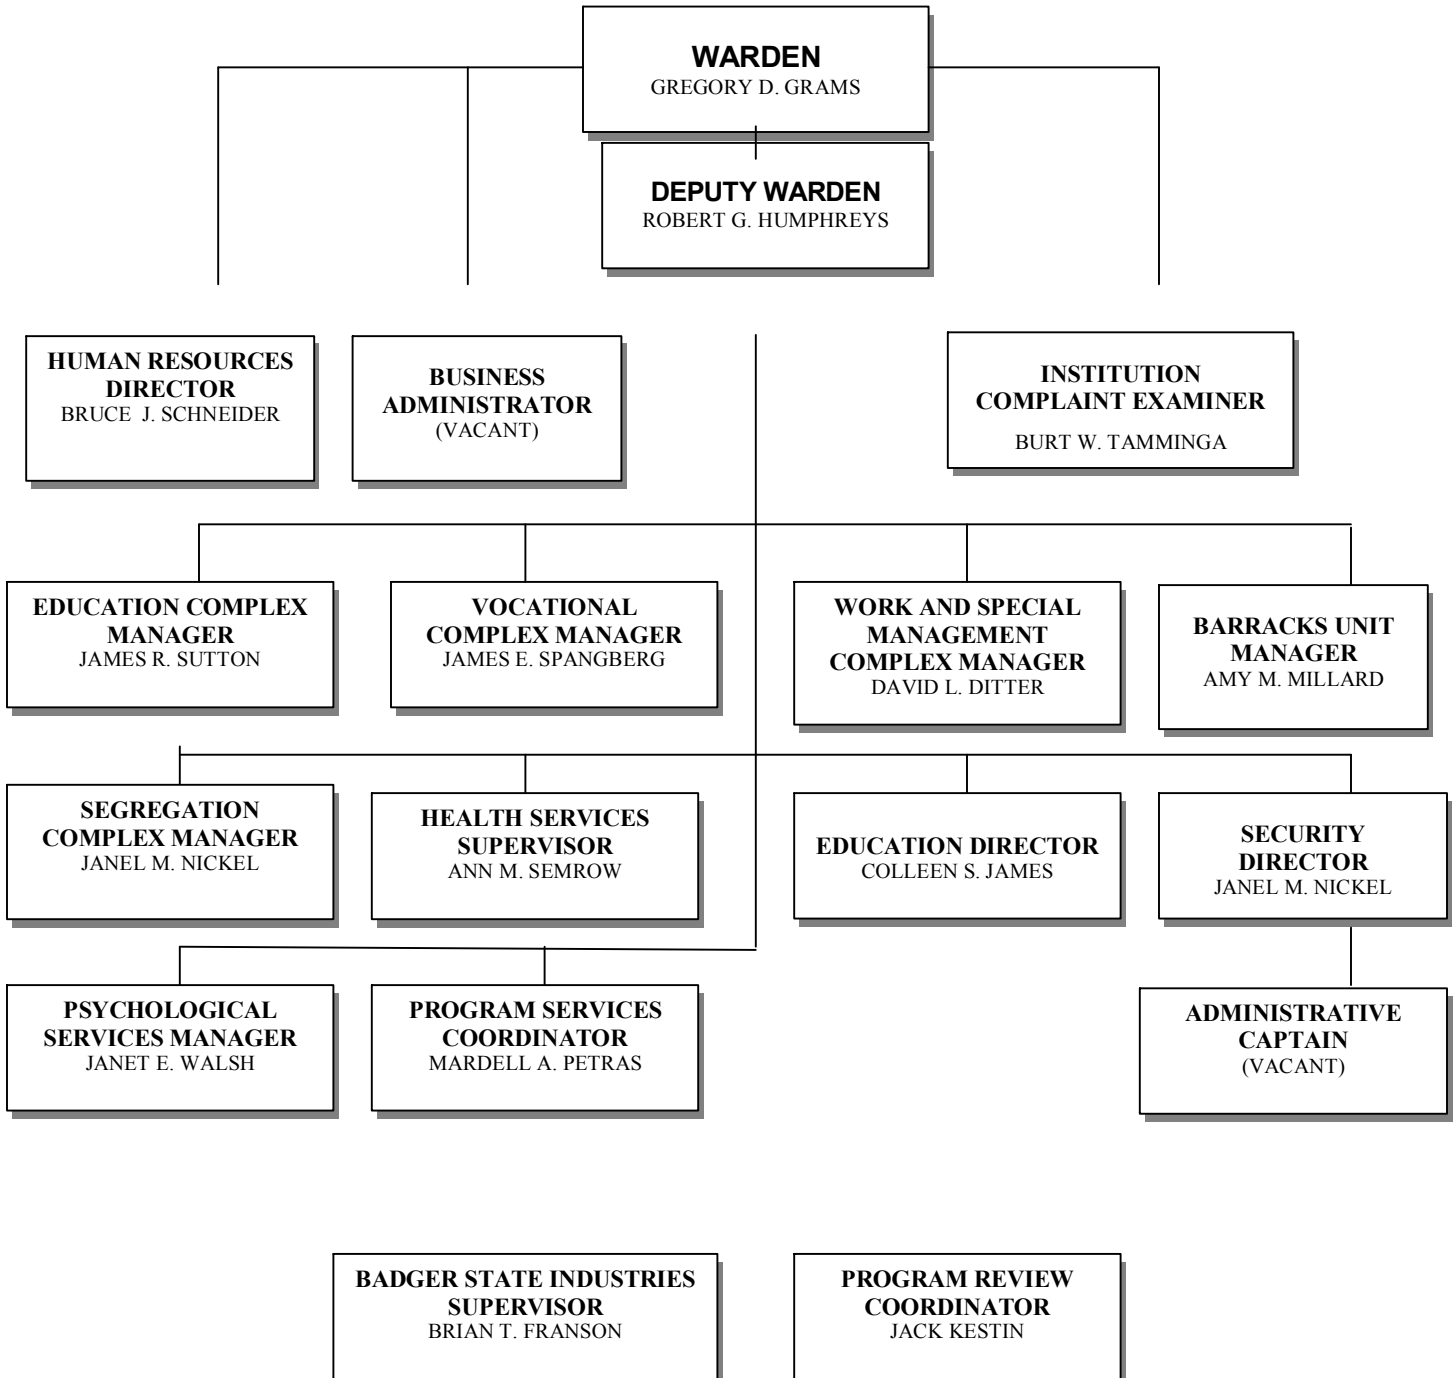 WARDEN
GREGORY D. GRAMS
DEPUTY WARDEN
ROBERT G. HUMPHREYS
HUMAN RESOURCES
DIRECTOR
BRUCE J. SCHNEIDER
BUSINESS
ADMINISTRATOR
(VACANT)
INSTITUTION
COMPLAINT EXAMINER
BURT W. TAMMINGA
EDUCATION COMPLEX
MANAGER
JAMES R. SUTTON
VOCATIONAL
COMPLEX MANAGER
JAMES E. SPANGBERG
WORK AND SPECIAL
MANAGEMENT
COMPLEX MANAGER
DAVID L. DITTER
BARRACKS UNIT
MANAGER
AMY M. MILLARD
SEGREGATION
COMPLEX MANAGER
JANEL M. NICKEL
HEALTH SERVICES
SUPERVISOR
ANN M. SEMROW
EDUCATION DIRECTOR
COLLEEN S. JAMES
SECURITY
DIRECTOR
JANEL M. NICKEL
PSYCHOLOGICAL
SERVICES MANAGER
JANET E. WALSH
PROGRAM SERVICES
COORDINATOR
MARDELL A. PETRAS
ADMINISTRATIVE
CAPTAIN
(VACANT)
BADGER STATE INDUSTRIES
SUPERVISOR
BRIAN T. FRANSON
PROGRAM REVIEW
COORDINATOR
JACK KESTIN